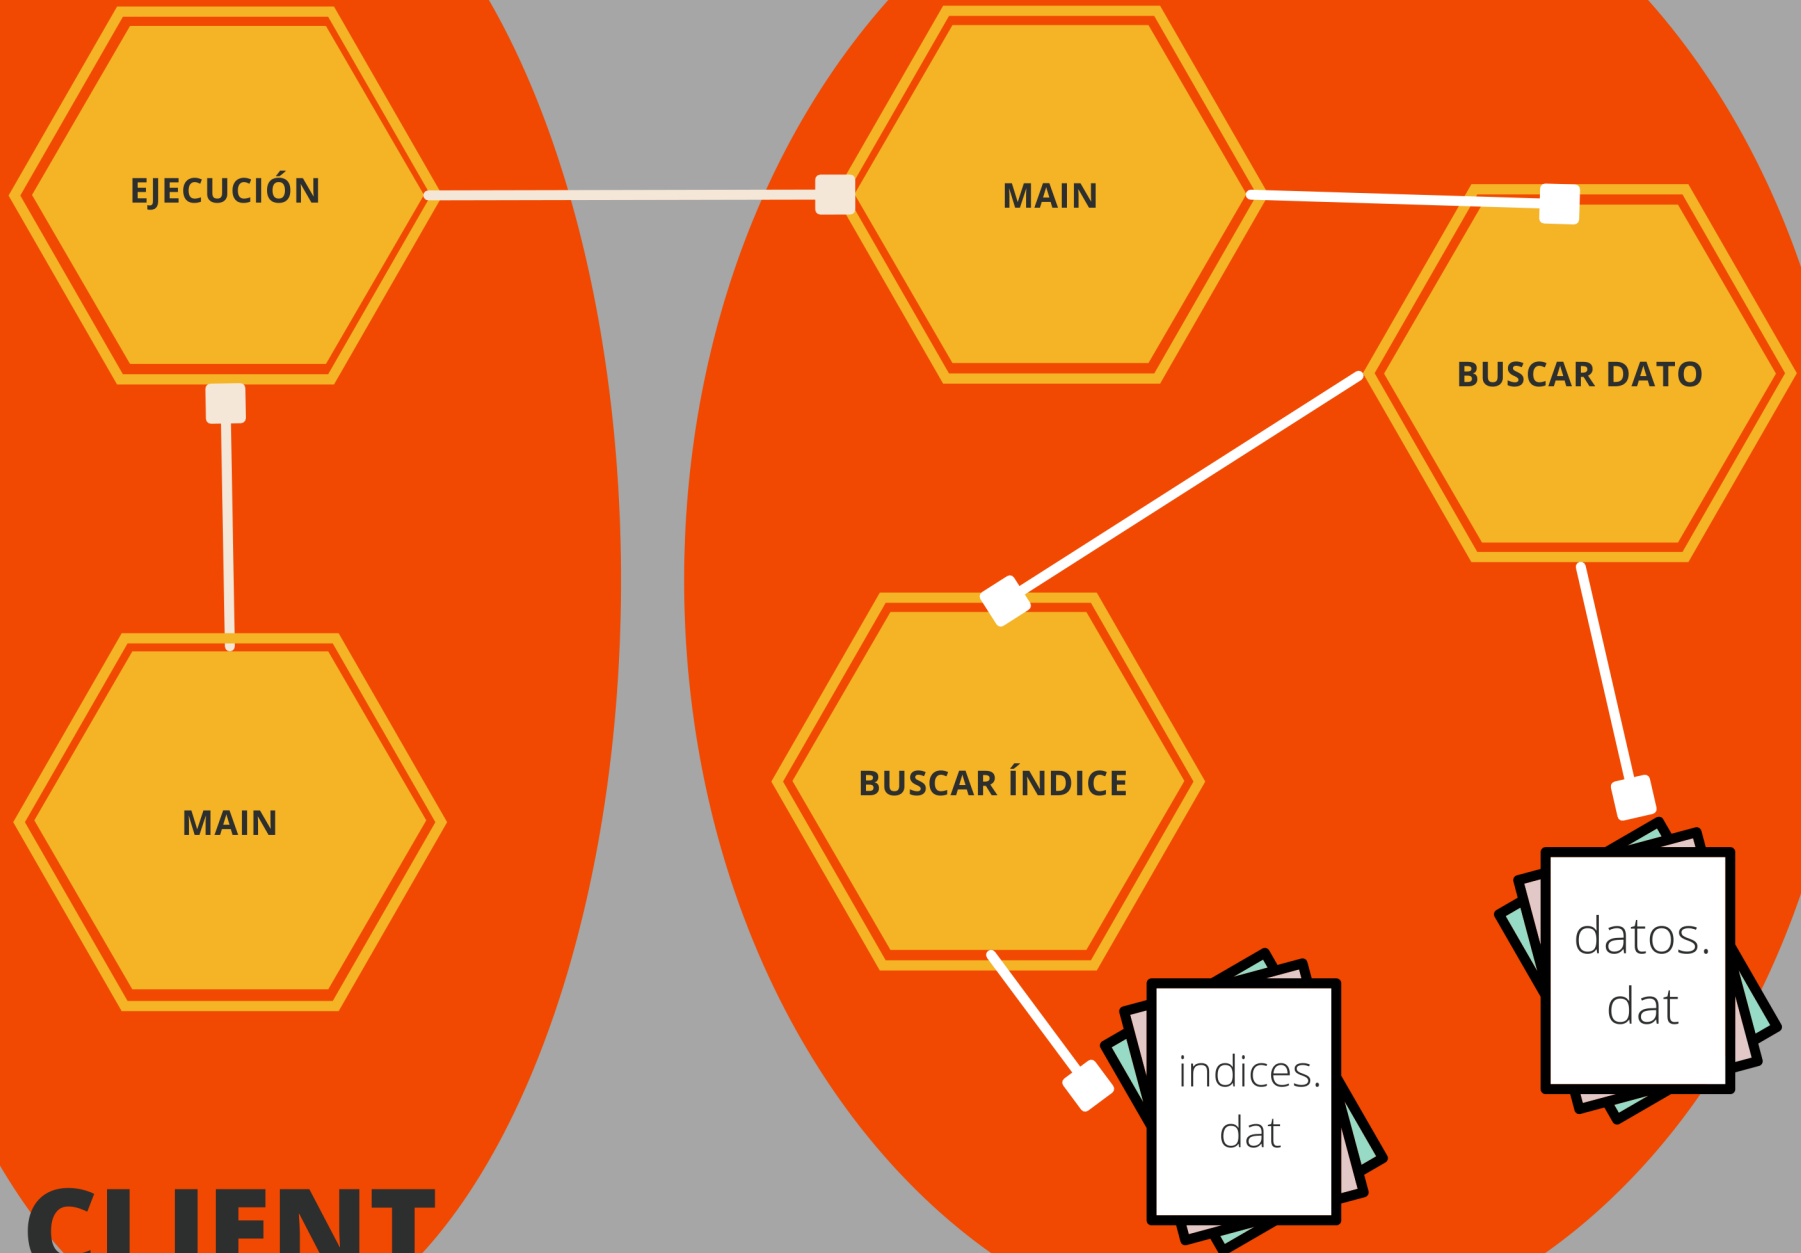 EJECUCIÓN
MAIN
BUSCAR DATO
BUSCAR ÍNDICE
MAIN
datos.
dat
indices.
dat
CLIENT